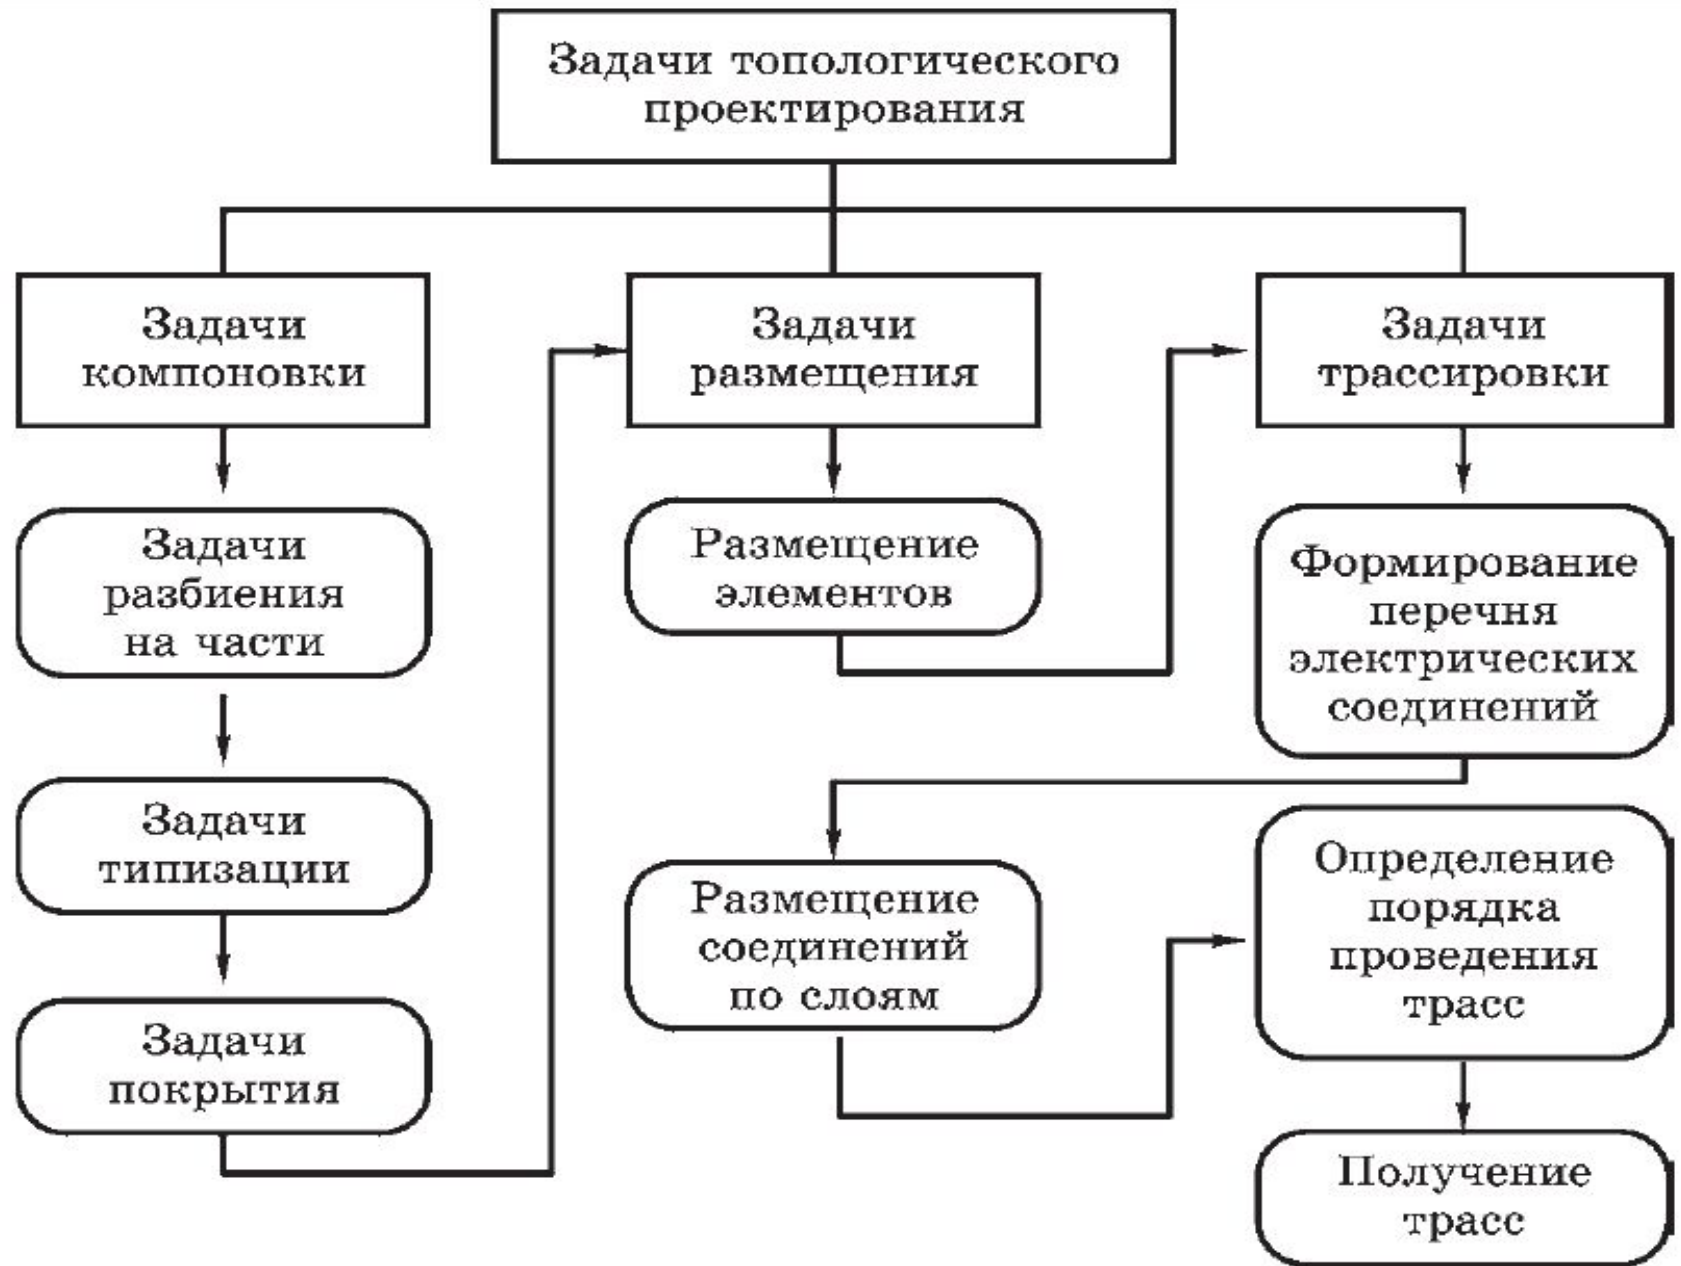 Задачи топологического
проектирования
Задачи
компоновки
Задачи
размещения
Задачи
трассировки
Задачи
разбиения
на части
Размещение
элементов
Формирование
перечня
электрических
соединений
Задачи
типизации
Размещение
соединений
по слоям
Определение
порядка
проведения
трасс
Задачи
покрытия
Получение
трасс